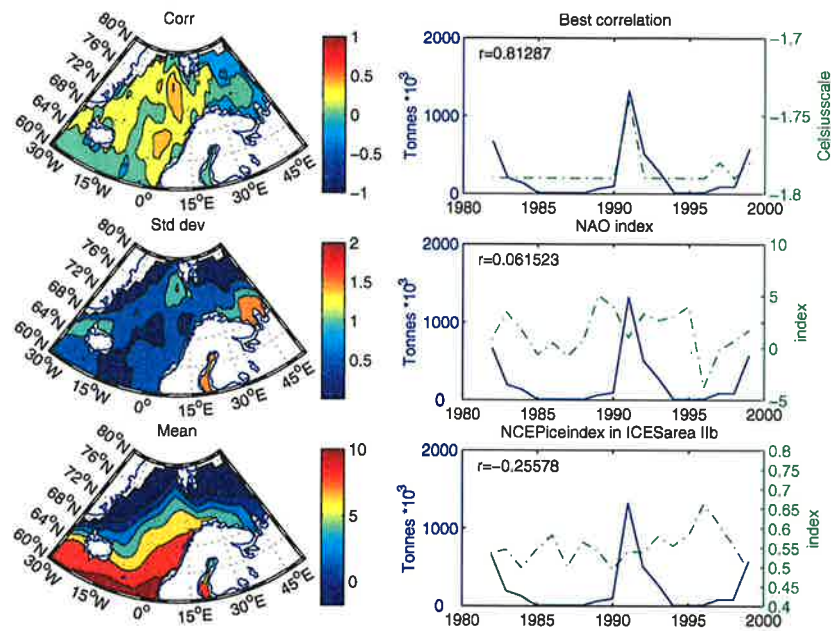 Corr
80°N
76°N
72°N
68°N
64°N
60°N
30°W
15°W
0°
15°E
30°E
45°E
1
0.5
0
−0.5
−1
Best correlation
r=0.81287
Tonnes *10³
2000
1000
0
1980
1985
1990
1995
2000
−1.7
−1.75
−1.8
Celsiusscale
Std dev
80°N
76°N
72°N
68°N
64°N
60°N
30°W
15°W
0°
15°E
30°E
45°E
2
1.5
1
0.5
NAO index
r=0.061523
Tonnes *10³
2000
1000
0
1980
1985
1990
1995
2000
10
5
0
−5
index
Mean
80°N
76°N
72°N
68°N
64°N
60°N
30°W
15°W
0°
15°E
30°E
45°E
10
5
0
NCEPiceindex in ICESarea IIb
r=−0.25578
Tonnes *10³
2000
1000
0
1980
1985
1990
1995
2000
0.8
0.75
0.7
0.65
0.6
0.55
0.5
0.45
0.4
index